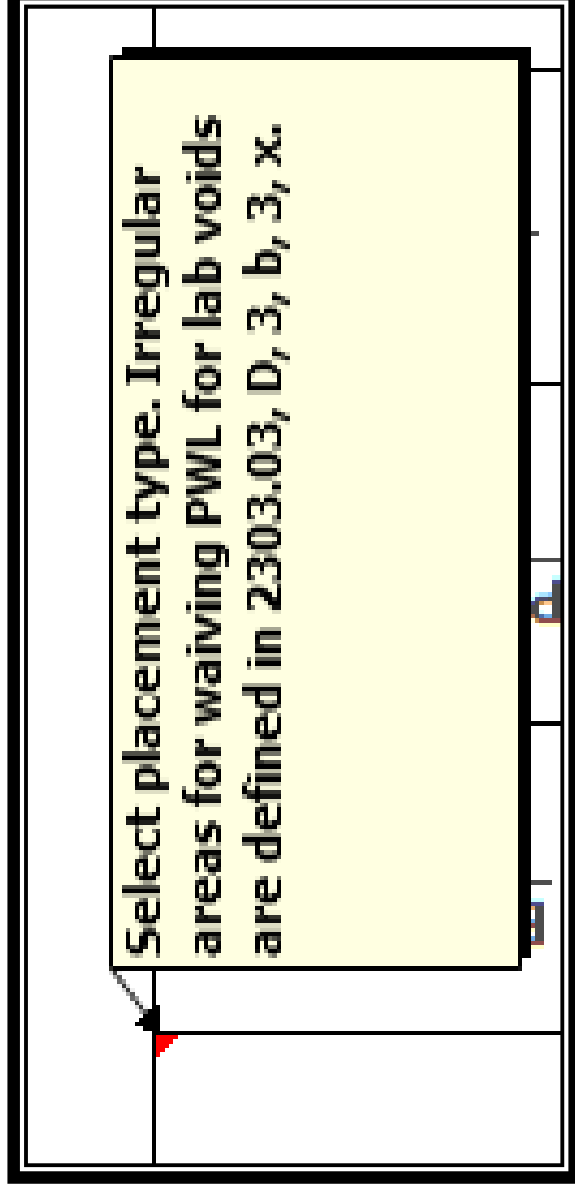 Select placement type. Irregular
areas for waiving PWL for lab voids
are defined in 2303.03, D, 3, b, 3, x.
d